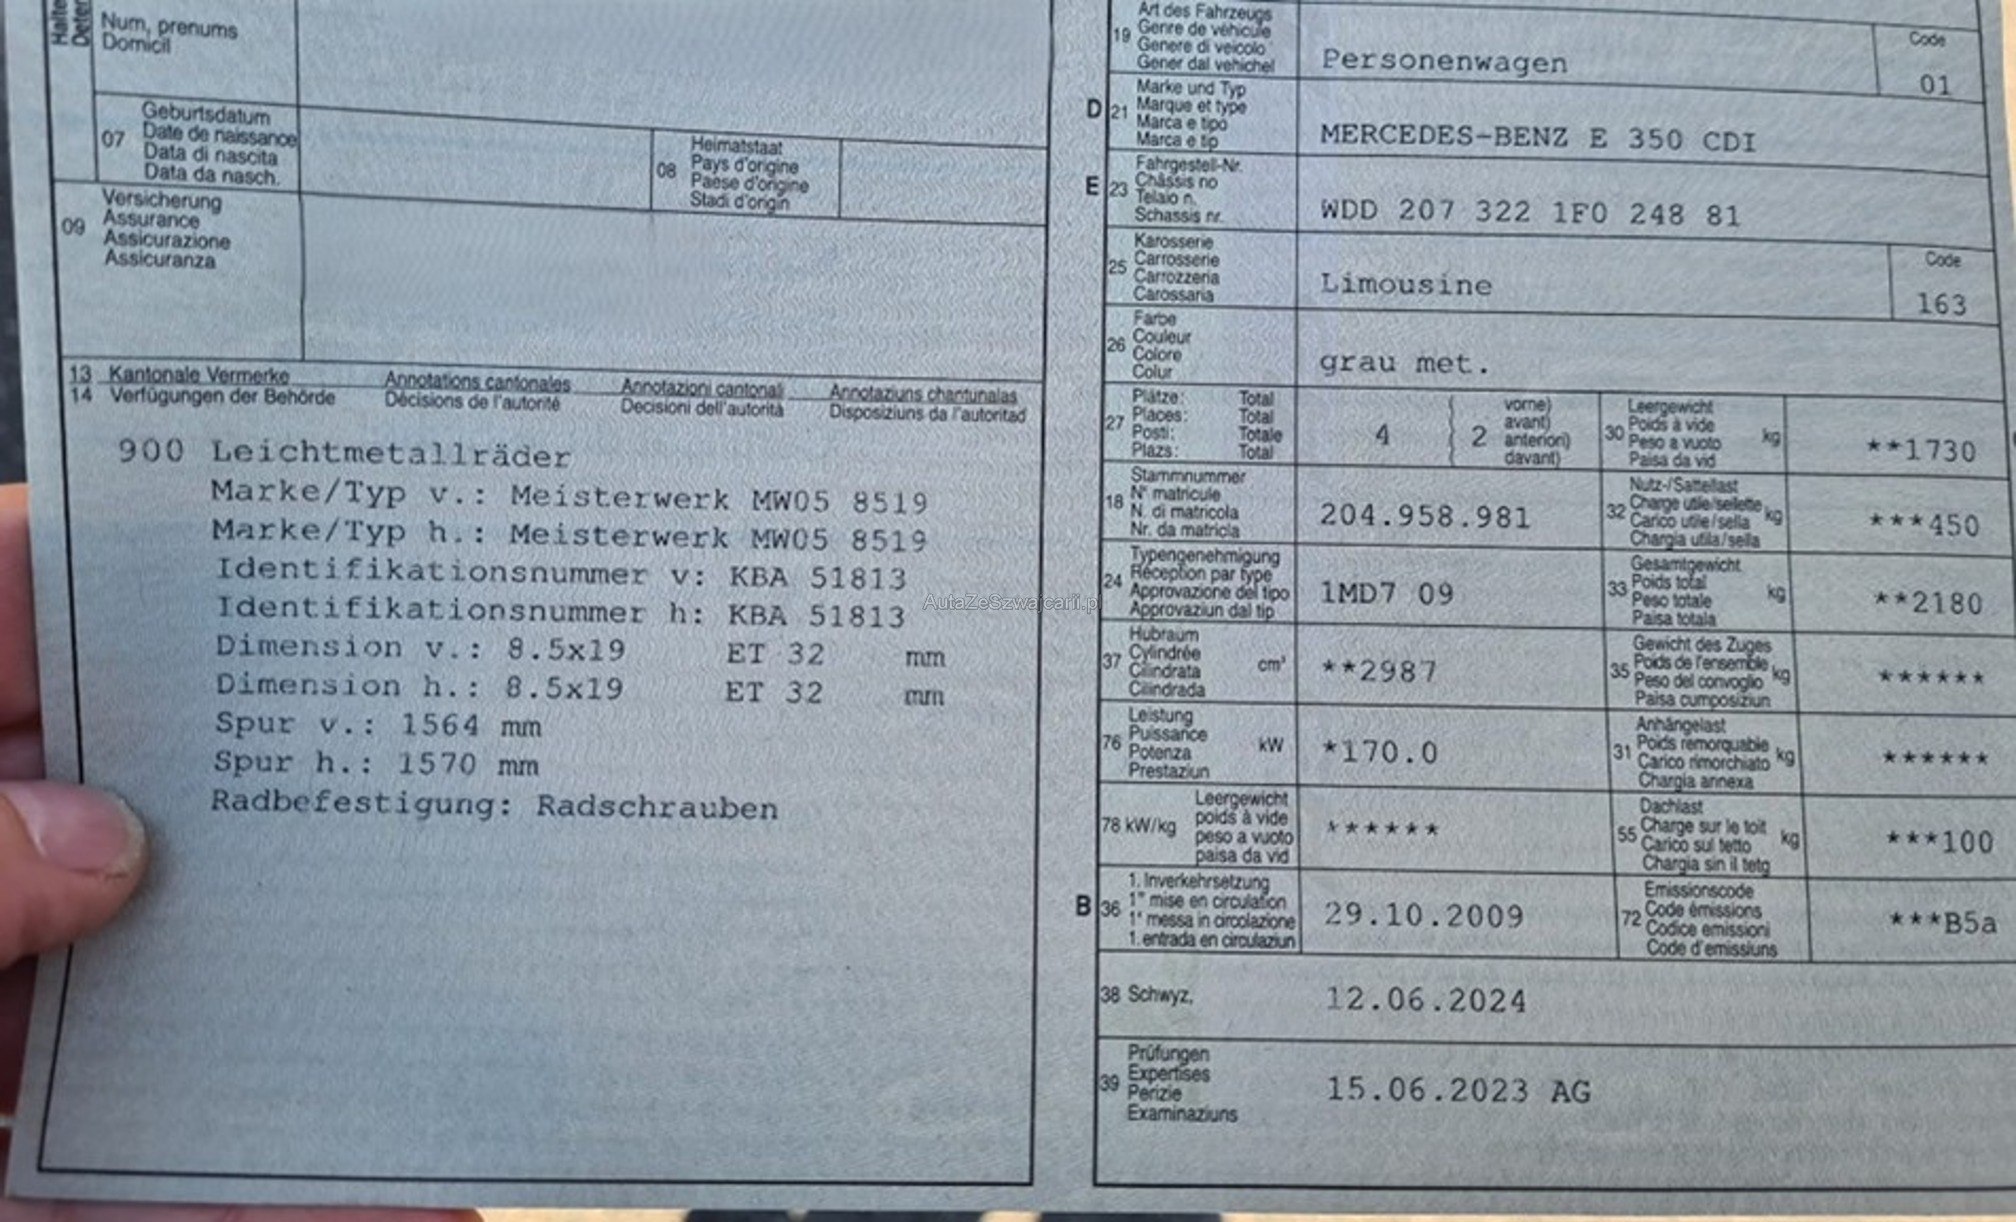 Halte
Deter
Num, prenums
Domicil
07
Geburtsdatum
Date de naissance
Data di nascita
Data da nasch.
08
Heimatstaat
Pays d'origine
Paese d'origine
Stadi d'origin
09
Versicherung
Assurance
Assicurazione
Assicuranza
13 Kantonale Vermerke Annotations cantonales Annotazioni cantonali Annotaziuns chantunalas
14 Verfügungen der Behörde Décisions de l'autorité Decisioni dell'autorità Disposiziuns da l'autoritad
900 Leichtmetallräder
Marke/Typ v.: Meisterwerk MW05 8519
Marke/Typ h.: Meisterwerk MW05 8519
Identifikationsnummer v: KBA 51813
Identifikationsnummer h: KBA 51813
Dimension v.: 8.5x19 ET 32 mm
Dimension h.: 8.5x19 ET 32 mm
Spur v.: 1564 mm
Spur h.: 1570 mm
Radbefestigung: Radschrauben
AutaZeSzwajcarii.pl
19
Art des Fahrzeugs
Genre de véhicule
Genere di veicolo
Gener dal vehichel
Personenwagen
Code
01
D 21
Marke und Typ
Marque et type
Marca e tipo
Marca e tip
MERCEDES-BENZ E 350 CDI
E 23
Fahrgestell-Nr.
Châssis no
Telaio n.
Schassis nr.
WDD 207 322 1F0 248 81
25
Karosserie
Carrosserie
Carrozzeria
Carossaria
Limousine
Code
163
26
Farbe
Couleur
Colore
Colur
grau met.
27
Plätze: Total
Places: Total
Posti: Totale
Plazs: Total
4
2
vorne)
avant)
anteriori)
davant)
30
Leergewicht
Poids à vide
Peso a vuoto
Paisa da vid
kg
**1730
18
Stammnummer
N° matricule
N. di matricola
Nr. da matricla
204.958.981
32
Nutz-/Sattellast
Charge utile/sellette
Carico utile/sella
Chargia utila/sella
kg
***450
24
Typengenehmigung
Réception par type
Approvazione del tipo
Approvaziun dal tip
1MD7 09
33
Gesamtgewicht
Poids total
Peso totale
Paisa totala
kg
**2180
37
Hubraum
Cylindrée
Cilindrata
Cilindrada
cm³
**2987
35
Gewicht des Zuges
Poids de l'ensemble
Peso del convoglio
Paisa cumposiziun
kg
******
76
Leistung
Puissance
Potenza
Prestaziun
kW
*170.0
31
Anhängelast
Poids remorquable
Carico rimorchiato
Chargia annexa
kg
******
78 kW/kg
Leergewicht
poids à vide
peso a vuoto
paisa da vid
******
55
Dachlast
Charge sur le toit
Carico sul tetto
Chargia sin il tetg
kg
***100
B 36
1. Inverkehrsetzung
1re mise en circulation
1a messa in circolazione
1. entrada en circulaziun
29.10.2009
72
Emissionscode
Code émissions
Codice emissioni
Code d'emissiuns
***B5a
38 Schwyz,
12.06.2024
39
Prüfungen
Expertises
Perizie
Examinaziuns
15.06.2023 AG